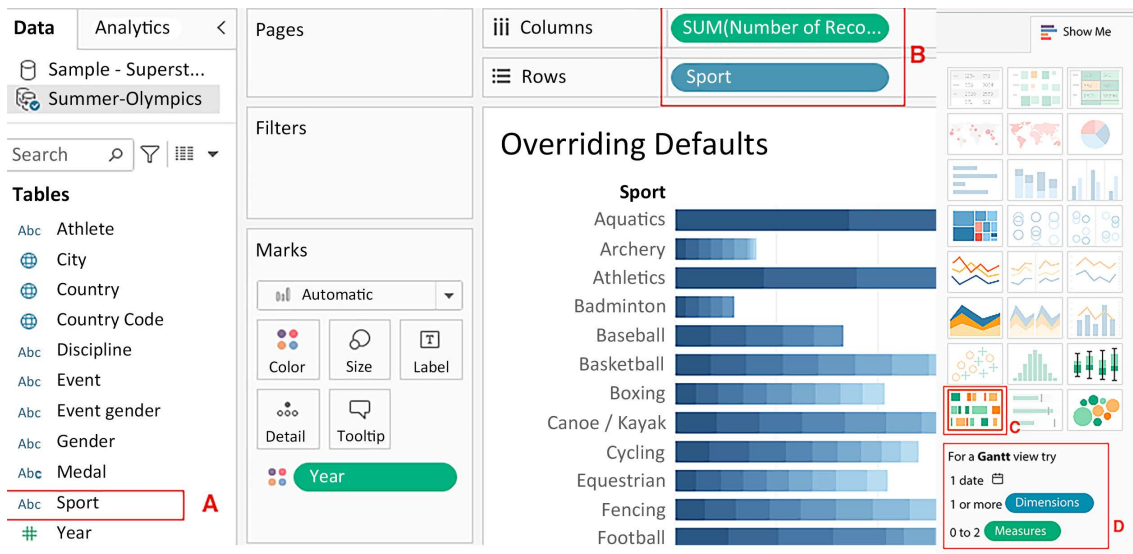 Data
Analytics
Sample - Superst...
Summer-Olympics
Search
Tables
Abc Athlete
City
Country
Country Code
Abc Discipline
Abc Event
Abc Event gender
Abc Gender
Abc Medal
Abc Sport
A
# Year
Pages
Filters
Marks
Automatic
Color
Size
T
Label
Detail
Tooltip
Year
Columns
SUM(Number of Reco...
Rows
Sport
B
Overriding Defaults
Sport
Aquatics
Archery
Athletics
Badminton
Baseball
Basketball
Boxing
Canoe / Kayak
Cycling
Equestrian
Fencing
Football
Show Me
C
For a Gantt view try
1 date
1 or more Dimensions
0 to 2 Measures
D